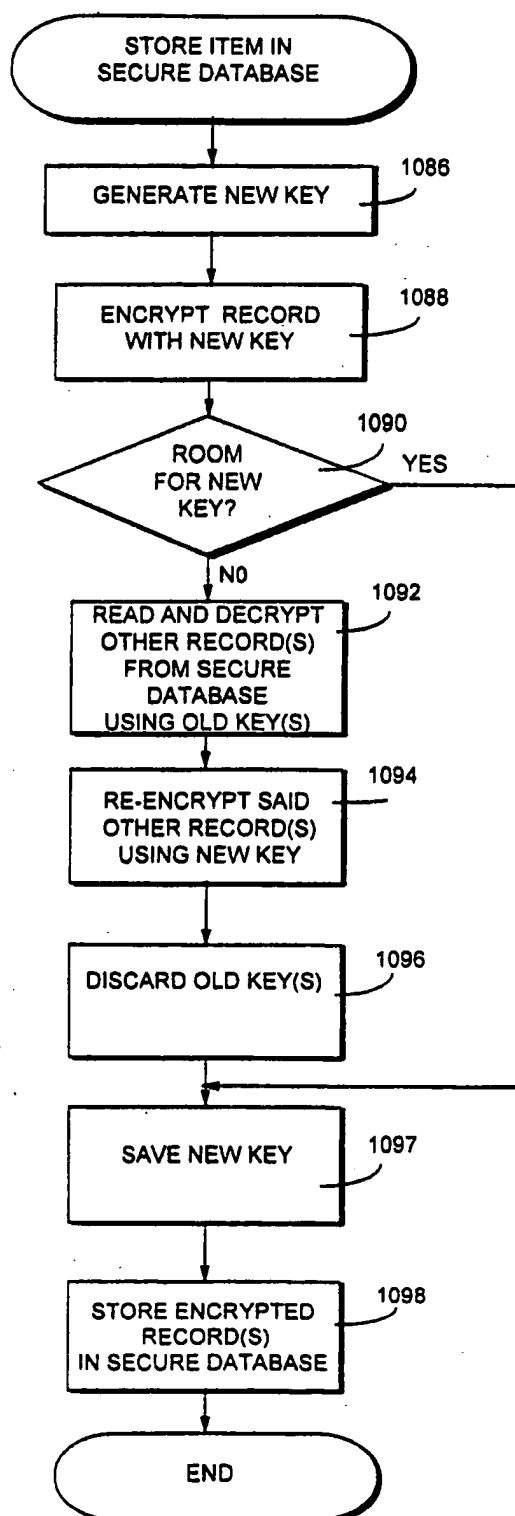 STORE ITEM IN
SECURE DATABASE
1086
GENERATE NEW KEY
1088
ENCRYPT RECORD
WITH NEW KEY
1090
ROOM
FOR NEW
KEY?
YES
NO
1092
READ AND DECRYPT
OTHER RECORD(S)
FROM SECURE
DATABASE
USING OLD KEY(S)
1094
RE-ENCRYPT SAID
OTHER RECORD(S)
USING NEW KEY
1096
DISCARD OLD KEY(S)
SAVE NEW KEY
1097
1098
STORE ENCRYPTED
RECORD(S)
IN SECURE DATABASE
END